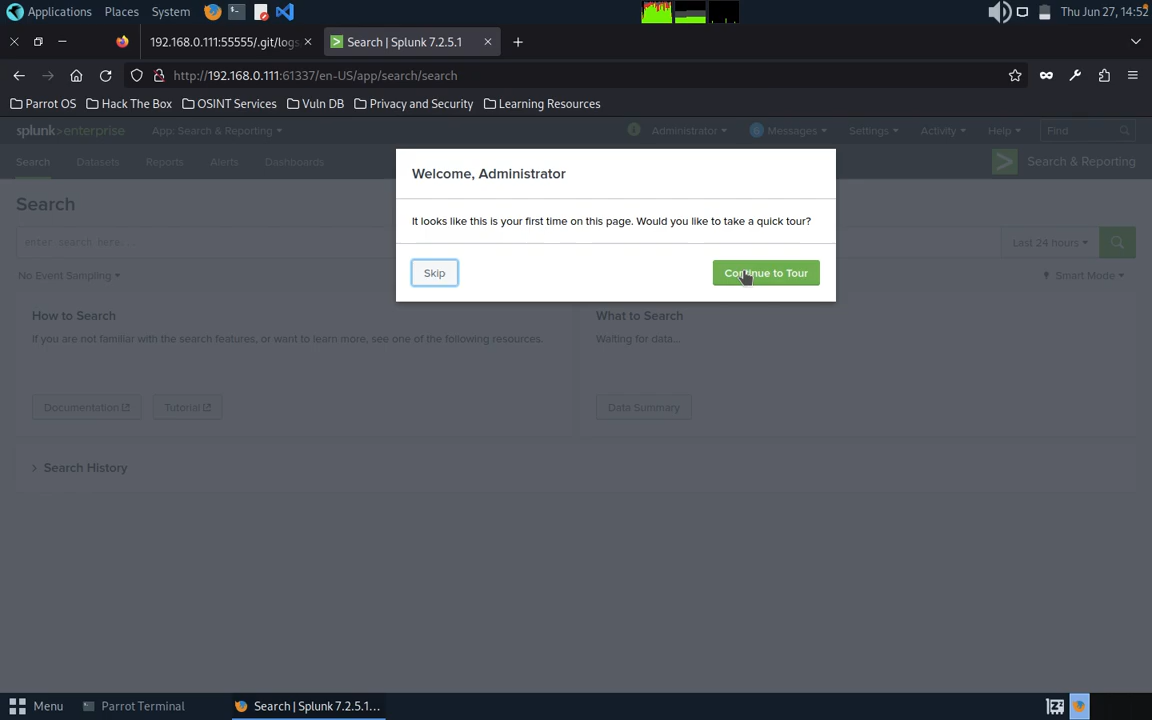 Applications Places System Thu Jun 27, 14:52
192.168.0.111:55555/.git/logs Search | Splunk 7.2.5.1
http://192.168.0.111:61337/en-US/app/search/search
Parrot OS Hack The Box OSINT Services Vuln DB Privacy and Security Learning Resources
splunk>enterprise App: Search & Reporting i Administrator Messages Settings Activity Help Find
Search Datasets Reports Alerts Dashboards Search & Reporting
Welcome, Administrator
Search
It looks like this is your first time on this page. Would you like to take a quick tour?
enter search here... Last 24 hours
Skip Continue to Tour
No Event Sampling Smart Mode
How to Search
If you are not familiar with the search features, or want to learn more, see one of the following resources.
Documentation Tutorial
What to Search
Waiting for data...
Data Summary
Search History
Menu Parrot Terminal Search | Splunk 7.2.5.1...